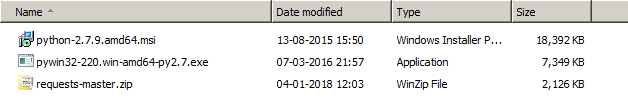 Name Date modified Type Size
python-2.7.9.amd64.msi 13-08-2015 15:50 Windows Installer P... 18,392 KB
pywin32-220.win-amd64-py2.7.exe 07-03-2016 21:57 Application 7,349 KB
requests-master.zip 04-01-2018 12:03 WinZip File 2,126 KB